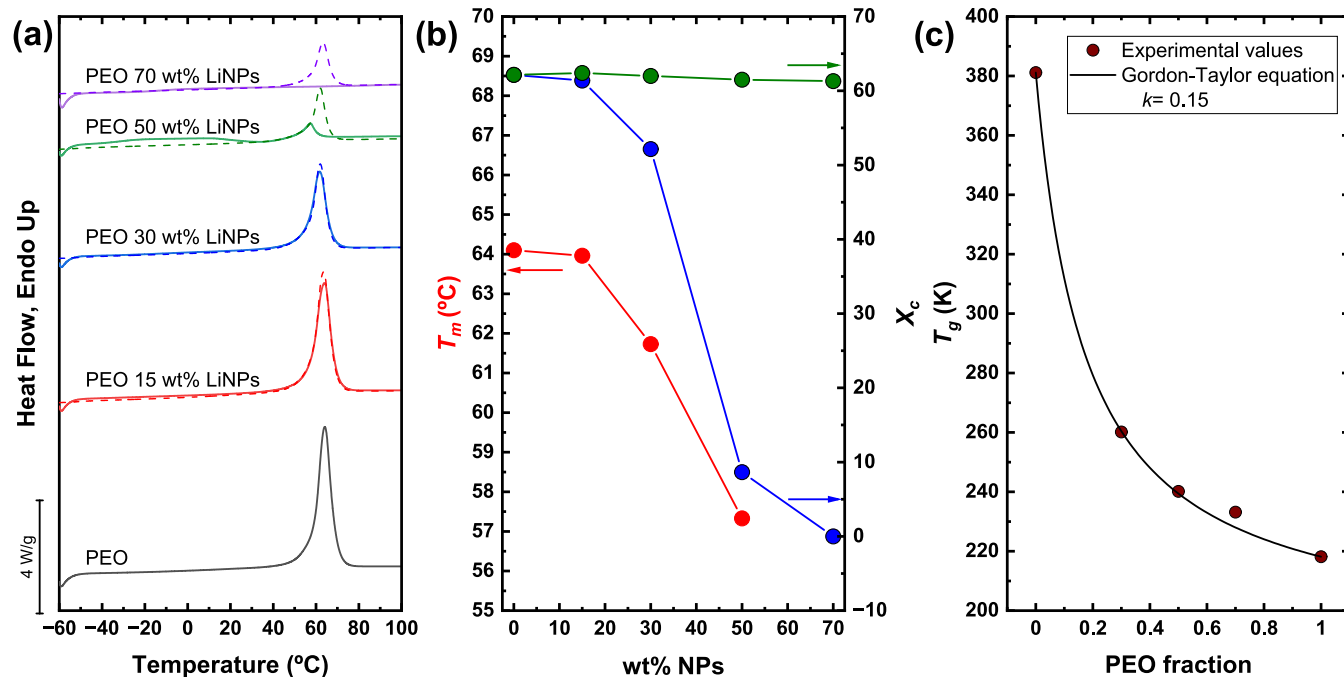 (a)
PEO 70 wt% LiNPs
PEO 50 wt% LiNPs
PEO 30 wt% LiNPs
PEO 15 wt% LiNPs
PEO
Heat Flow, Endo Up
4 W/g
−60 −40 −20 0 20 40 60 80 100
Temperature (ºC)
(b)
70
69
68
67
66
65
64
63
62
61
60
59
58
57
56
55
Tm (ºC)
0 10 20 30 40 50 60 70
wt% NPs
70
60
50
40
30
20
10
0
−10
Xc
(c)
Experimental values
Gordon-Taylor equation
k= 0.15
400
380
360
340
320
300
280
260
240
220
200
Tg (K)
0 0.2 0.4 0.6 0.8 1
PEO fraction